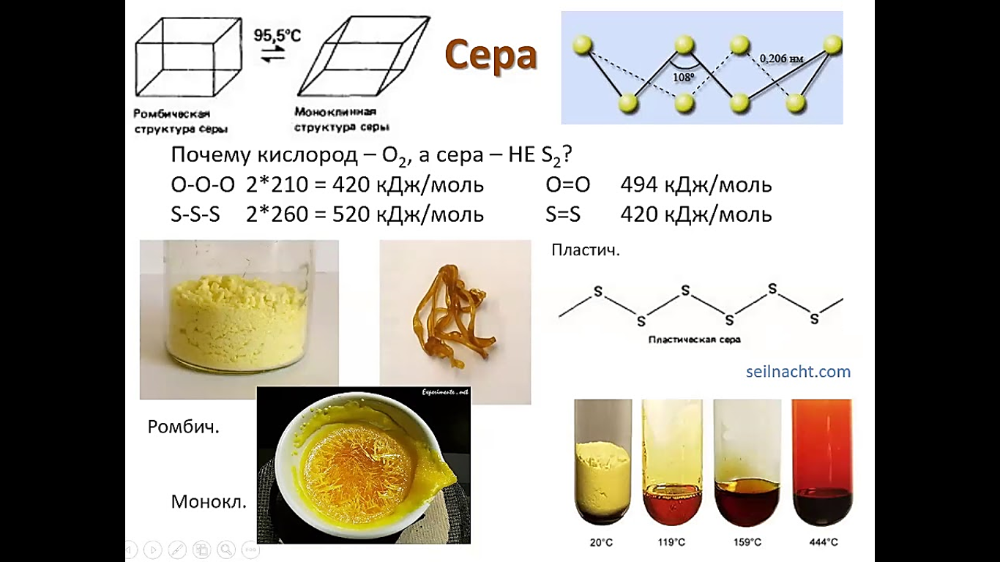 95,5°C
Сера
Ромбическая
структура серы
Моноклинная
структура серы
108°
0,206 нм
Почему кислород – O₂, а сера – НЕ S₂?
O-O-O 2*210 = 420 кДж/моль O=O 494 кДж/моль
S-S-S 2*260 = 520 кДж/моль S=S 420 кДж/моль
Пластич.
S S S
S S S
Пластическая сера
seilnacht.com
Experimente.net
Ромбич.
Монокл.
20°C 119°C 159°C 444°C